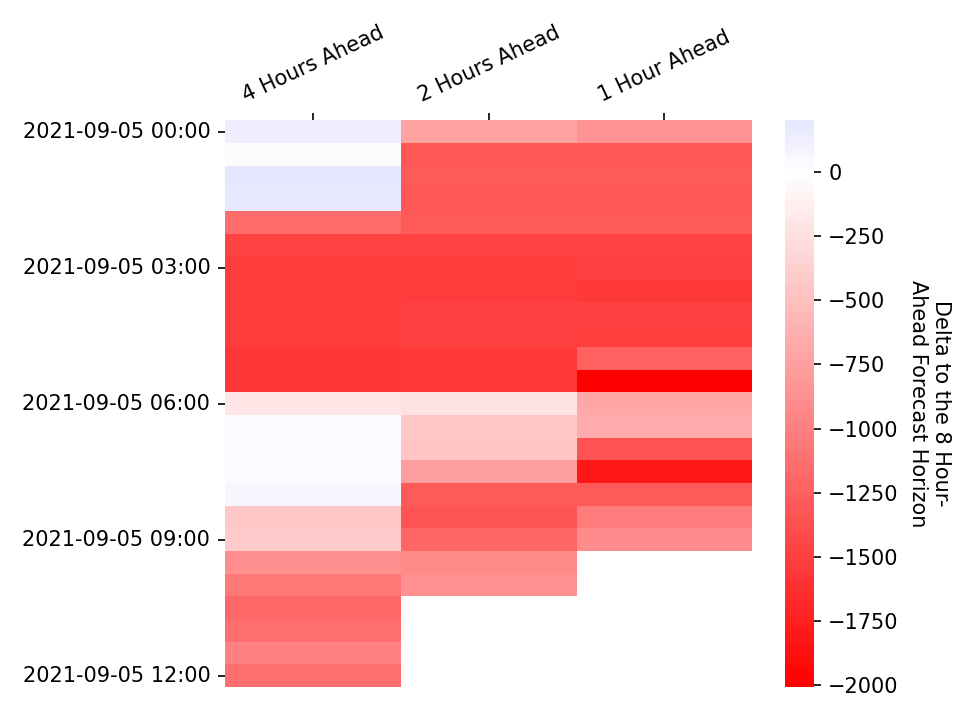 4 Hours Ahead
2 Hours Ahead
1 Hour Ahead
2021-09-05 00:00
2021-09-05 03:00
2021-09-05 06:00
2021-09-05 09:00
2021-09-05 12:00
0
−250
−500
−750
−1000
−1250
−1500
−1750
−2000
Delta to the 8 Hour-
Ahead Forecast Horizon